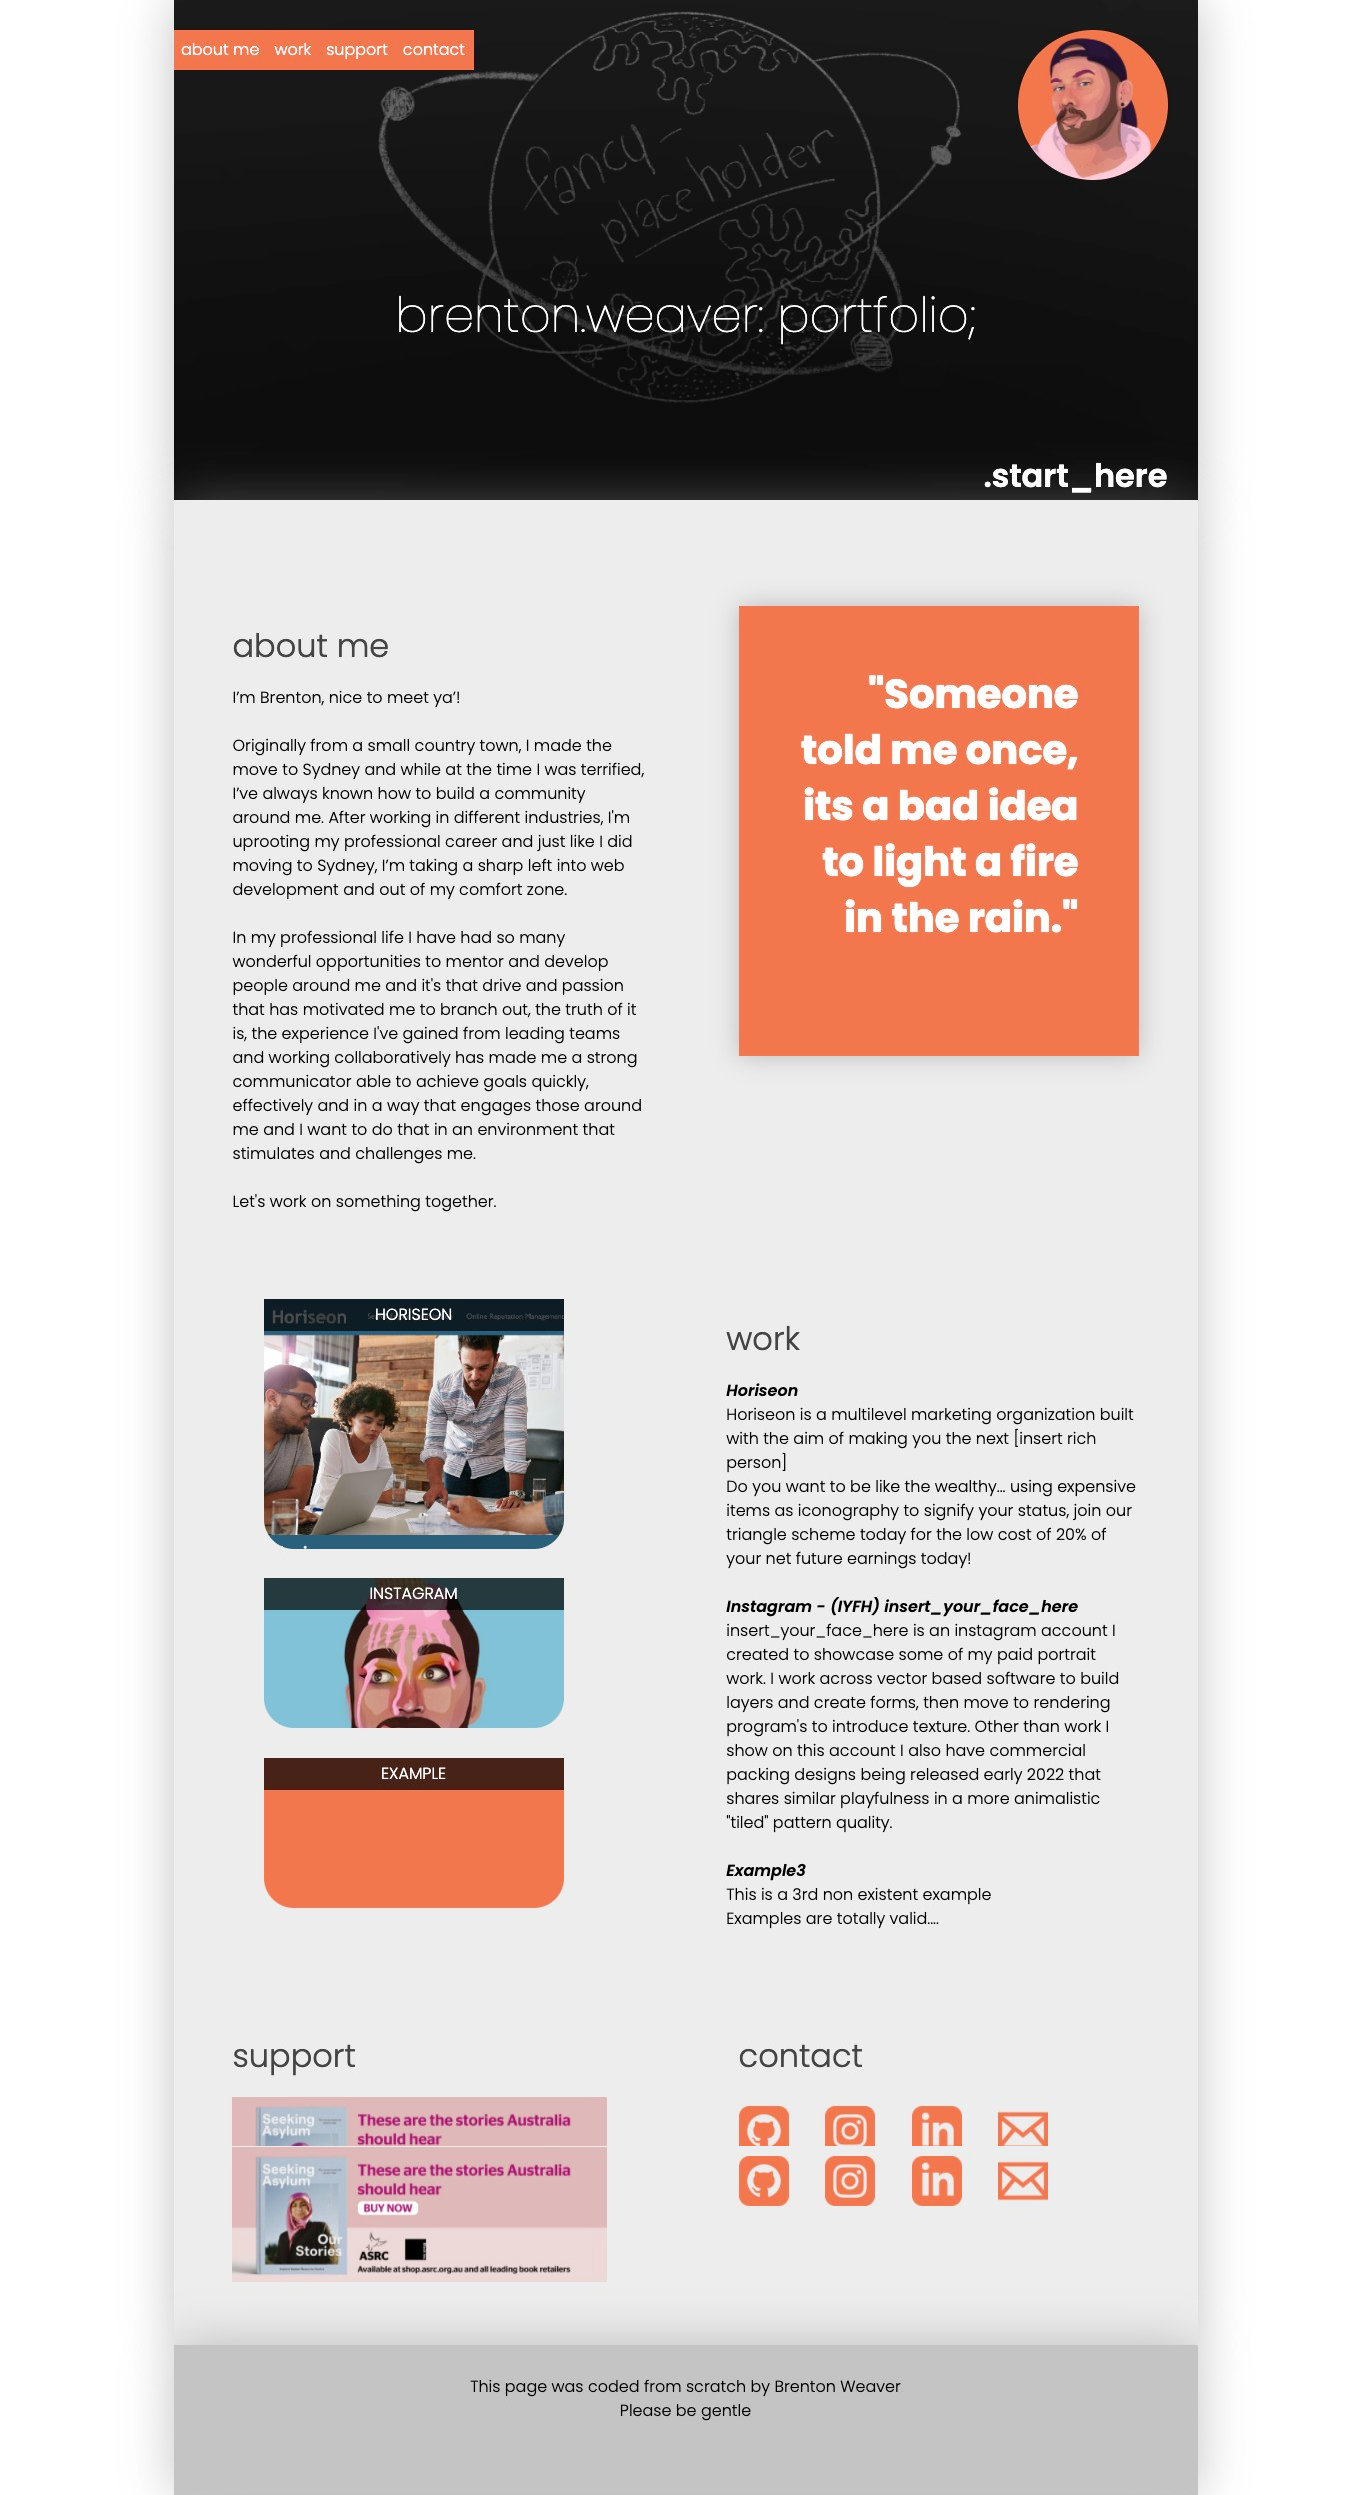 about me work support contact
fancy-
place holder
brenton.weaver: portfolio;
.start_here
about me
I’m Brenton, nice to meet ya’!
Originally from a small country town, I made the
move to Sydney and while at the time I was terrified,
I’ve always known how to build a community
around me. After working in different industries, I'm
uprooting my professional career and just like I did
moving to Sydney, I’m taking a sharp left into web
development and out of my comfort zone.
In my professional life I have had so many
wonderful opportunities to mentor and develop
people around me and it's that drive and passion
that has motivated me to branch out, the truth of it
is, the experience I've gained from leading teams
and working collaboratively has made me a strong
communicator able to achieve goals quickly,
effectively and in a way that engages those around
me and I want to do that in an environment that
stimulates and challenges me.
Let's work on something together.
"Someone
told me once,
its a bad idea
to light a fire
in the rain."
Horiseon HORISEON Online Reputation Management
INSTAGRAM
EXAMPLE
work
Horiseon
Horiseon is a multilevel marketing organization built
with the aim of making you the next [insert rich
person]
Do you want to be like the wealthy... using expensive
items as iconography to signify your status, join our
triangle scheme today for the low cost of 20% of
your net future earnings today!
Instagram - (IYFH) insert_your_face_here
insert_your_face_here is an instagram account I
created to showcase some of my paid portrait
work. I work across vector based software to build
layers and create forms, then move to rendering
program's to introduce texture. Other than work I
show on this account I also have commercial
packing designs being released early 2022 that
shares similar playfulness in a more animalistic
"tiled" pattern quality.
Example3
This is a 3rd non existent example
Examples are totally valid....
support
Seeking
Asylum
These are the stories Australia
should hear
Seeking
Asylum
Our
Stories
These are the stories Australia
should hear
BUY NOW
ASRC
Available at shop.asrc.org.au and all leading book retailers
contact
in
in
This page was coded from scratch by Brenton Weaver
Please be gentle